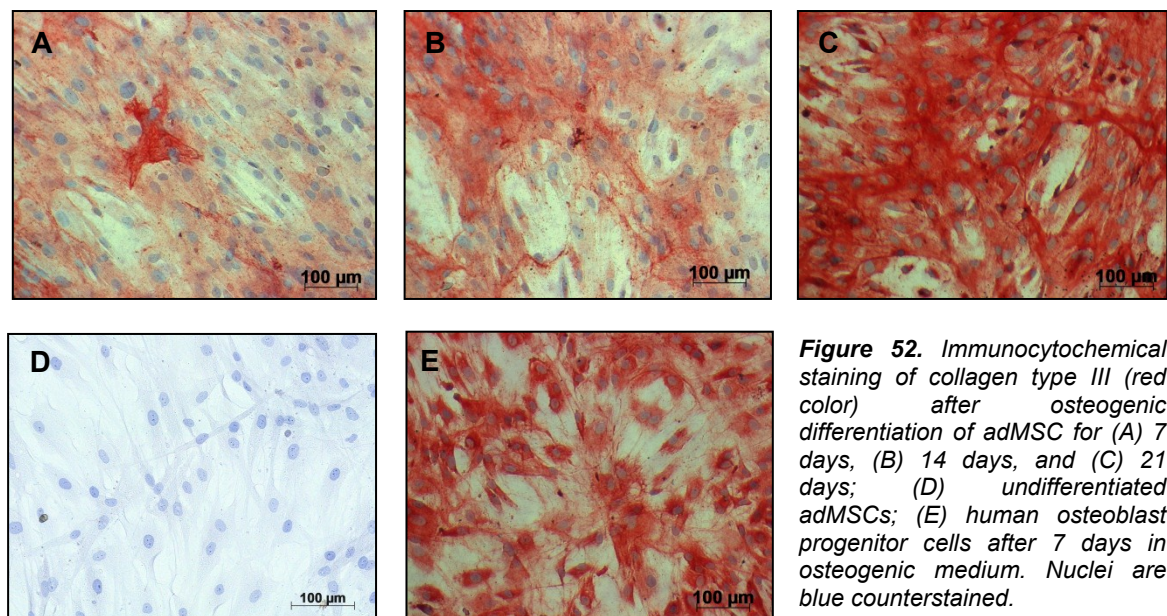 A
100 µm
B
100 µm
C
100 µm
D
100 µm
E
100 µm
Figure 52. Immunocytochemical
staining of collagen type III (red
color) after osteogenic
differentiation of adMSC for (A) 7
days, (B) 14 days, and (C) 21
days; (D) undifferentiated
adMSCs; (E) human osteoblast
progenitor cells after 7 days in
osteogenic medium. Nuclei are
blue counterstained.